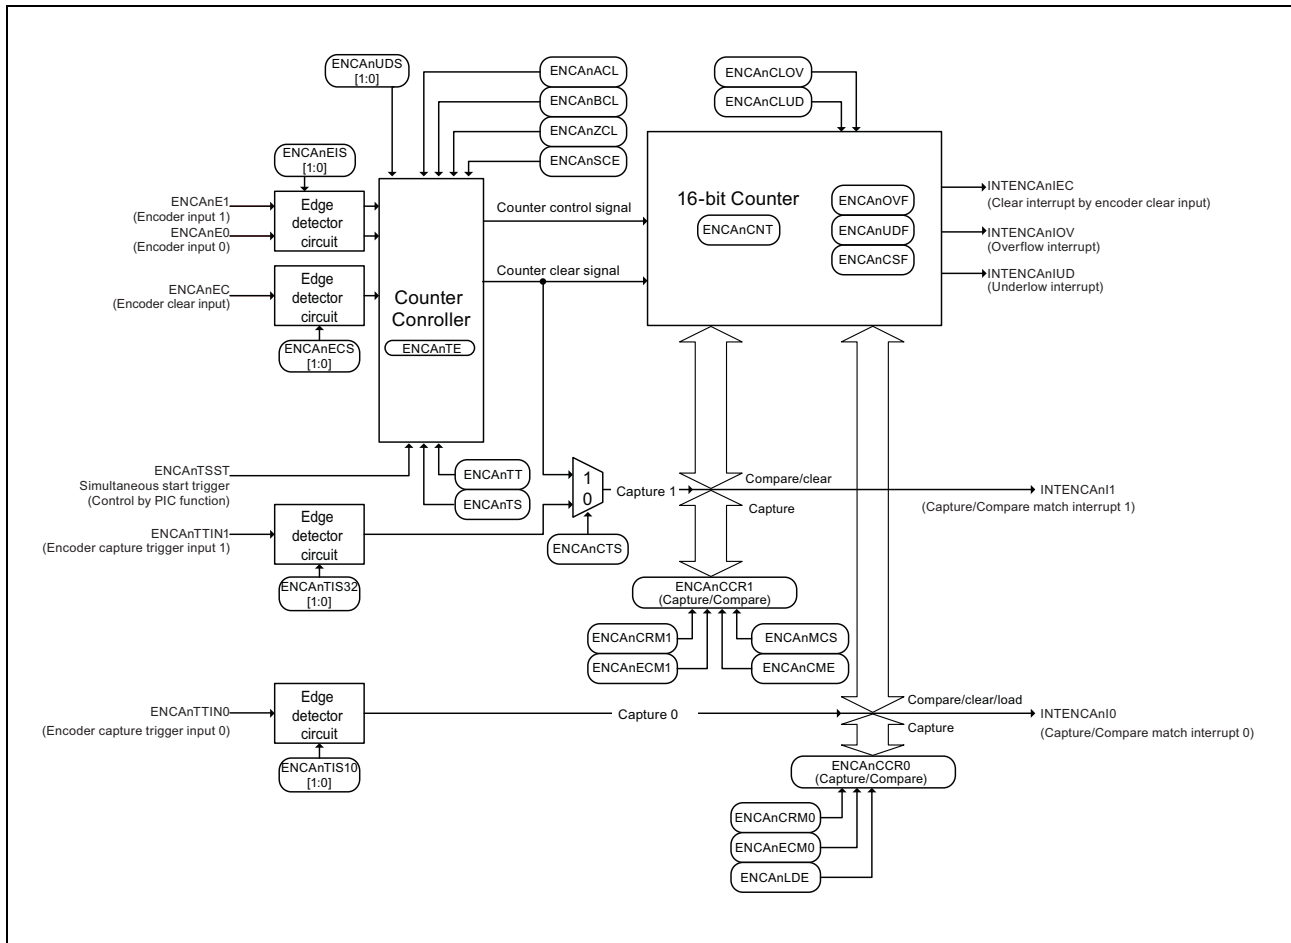 ENCAnUDS
[1:0]
ENCAnACL
ENCAnBCL
ENCAnZCL
ENCAnSCE
ENCAnCLOV
ENCAnCLUD
ENCAnEIS
[1:0]
ENCAnE1
(Encoder input 1)
ENCAnE0
(Encoder input 0)
Edge
detector
circuit
ENCAnEC
(Encoder clear input)
Edge
detector
circuit
ENCAnECS
[1:0]
Counter
Conroller
ENCAnTE
Counter control signal
Counter clear signal
16-bit Counter
ENCAnCNT
ENCAnOVF
ENCAnUDF
ENCAnCSF
INTENCAnIEC
(Clear interrupt by encoder clear input)
INTENCAnIOV
(Overflow interrupt)
INTENCAnIUD
(Underlow interrupt)
ENCAnTSST
Simultaneous start trigger
(Control by PIC function)
ENCAnTT
ENCAnTS
1
0
ENCAnCTS
Capture 1
Compare/clear
Capture
INTENCAnI1
(Capture/Compare match interrupt 1)
ENCAnTTIN1
(Encoder capture trigger input 1)
Edge
detector
circuit
ENCAnTIS32
[1:0]
ENCAnCCR1
(Capture/Compare)
ENCAnCRM1
ENCAnECM1
ENCAnMCS
ENCAnCME
ENCAnTTIN0
(Encoder capture trigger input 0)
Edge
detector
circuit
ENCAnTIS10
[1:0]
Capture 0
Compare/clear/load
Capture
INTENCAnI0
(Capture/Compare match interrupt 0)
ENCAnCCR0
(Capture/Compare)
ENCAnCRM0
ENCAnECM0
ENCAnLDE